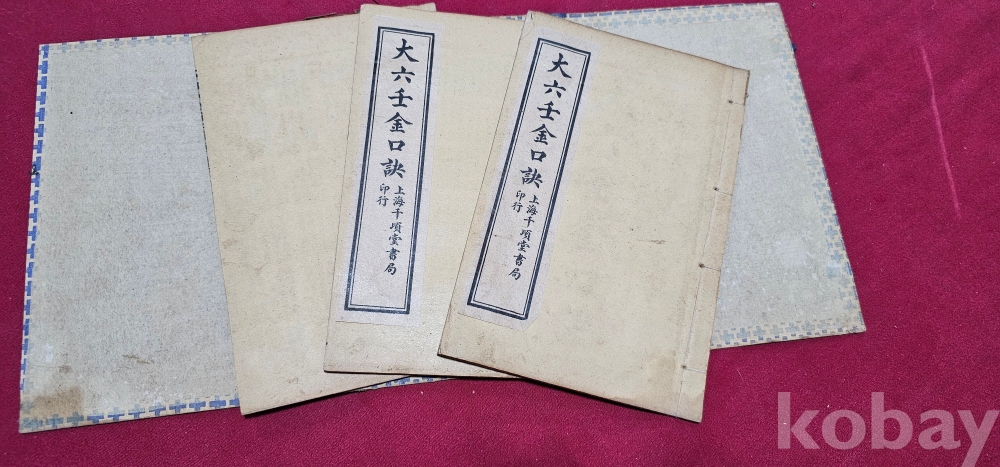 大六壬金口訣
上海千頃堂書局
印行
大六壬金口訣
上海千頃堂書局
印行
kobay